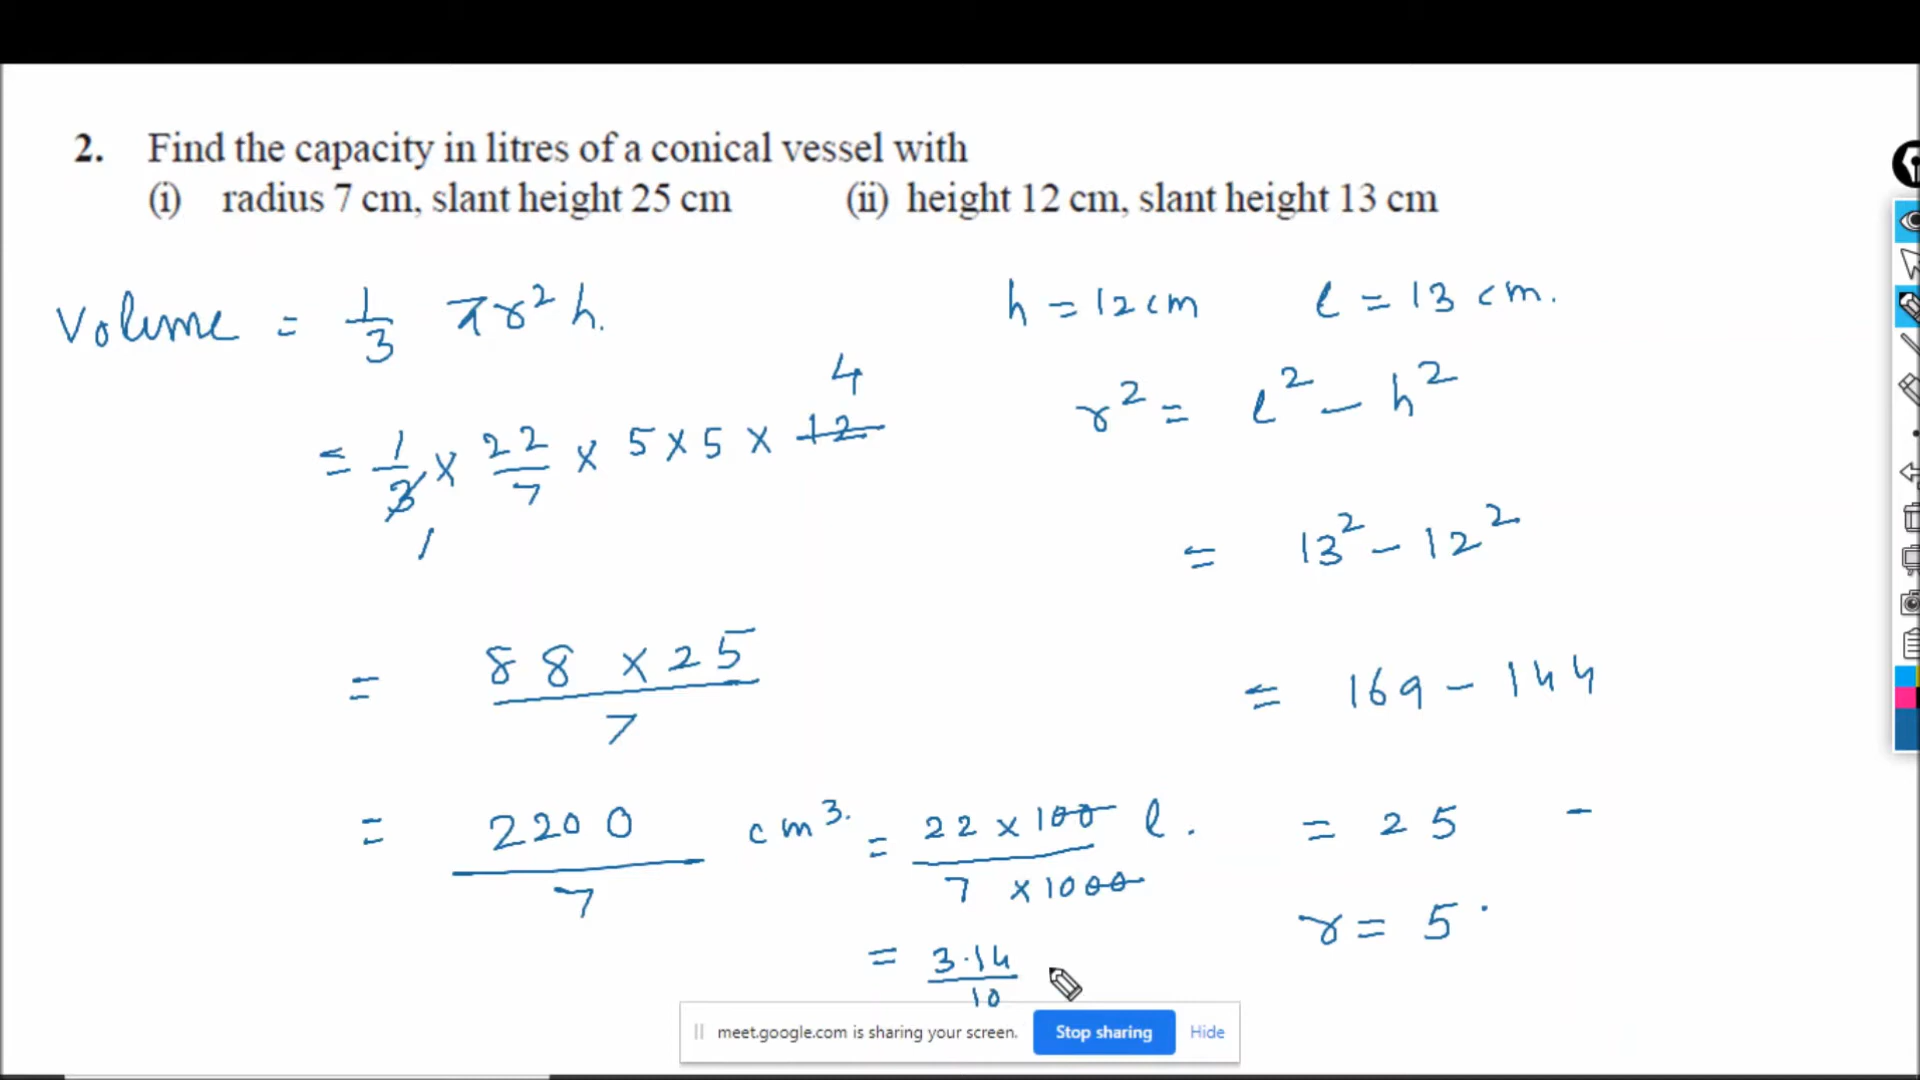 2. Find the capacity in litres of a conical vessel with
(i) radius 7 cm, slant height 25 cm (ii) height 12 cm, slant height 13 cm
Volume = 1/3 πr² h.
= 1/3 × 22/7 × 5 × 5 × 12
4
1
= 88 × 25 / 7
= 2200 / 7 cm³. = 22 × 100 / 7 × 1000 l.
= 3.14 / 10
h = 12 cm l = 13 cm.
r² = l² – h²
= 13² – 12²
= 169 – 144
= 25 –
r = 5 .
meet.google.com is sharing your screen. Stop sharing Hide